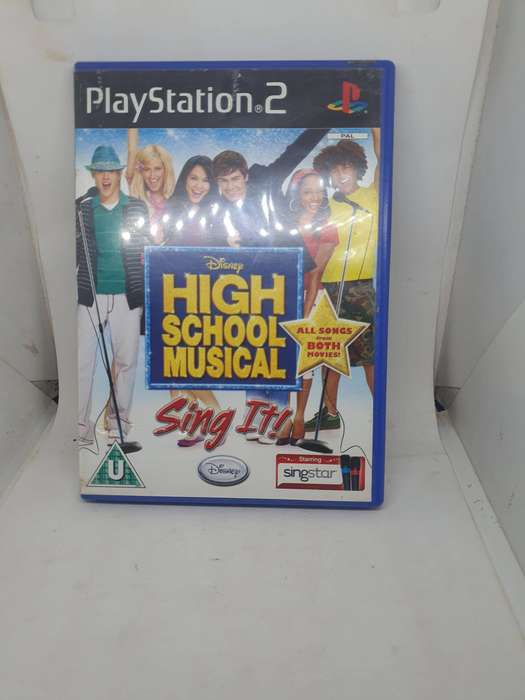 PlayStation®2
PAL
Disney
HIGH
SCHOOL
MUSICAL
ALL SONGS
from
BOTH
MOVIES!
Sing It!
U
Disney
Starring
singstar